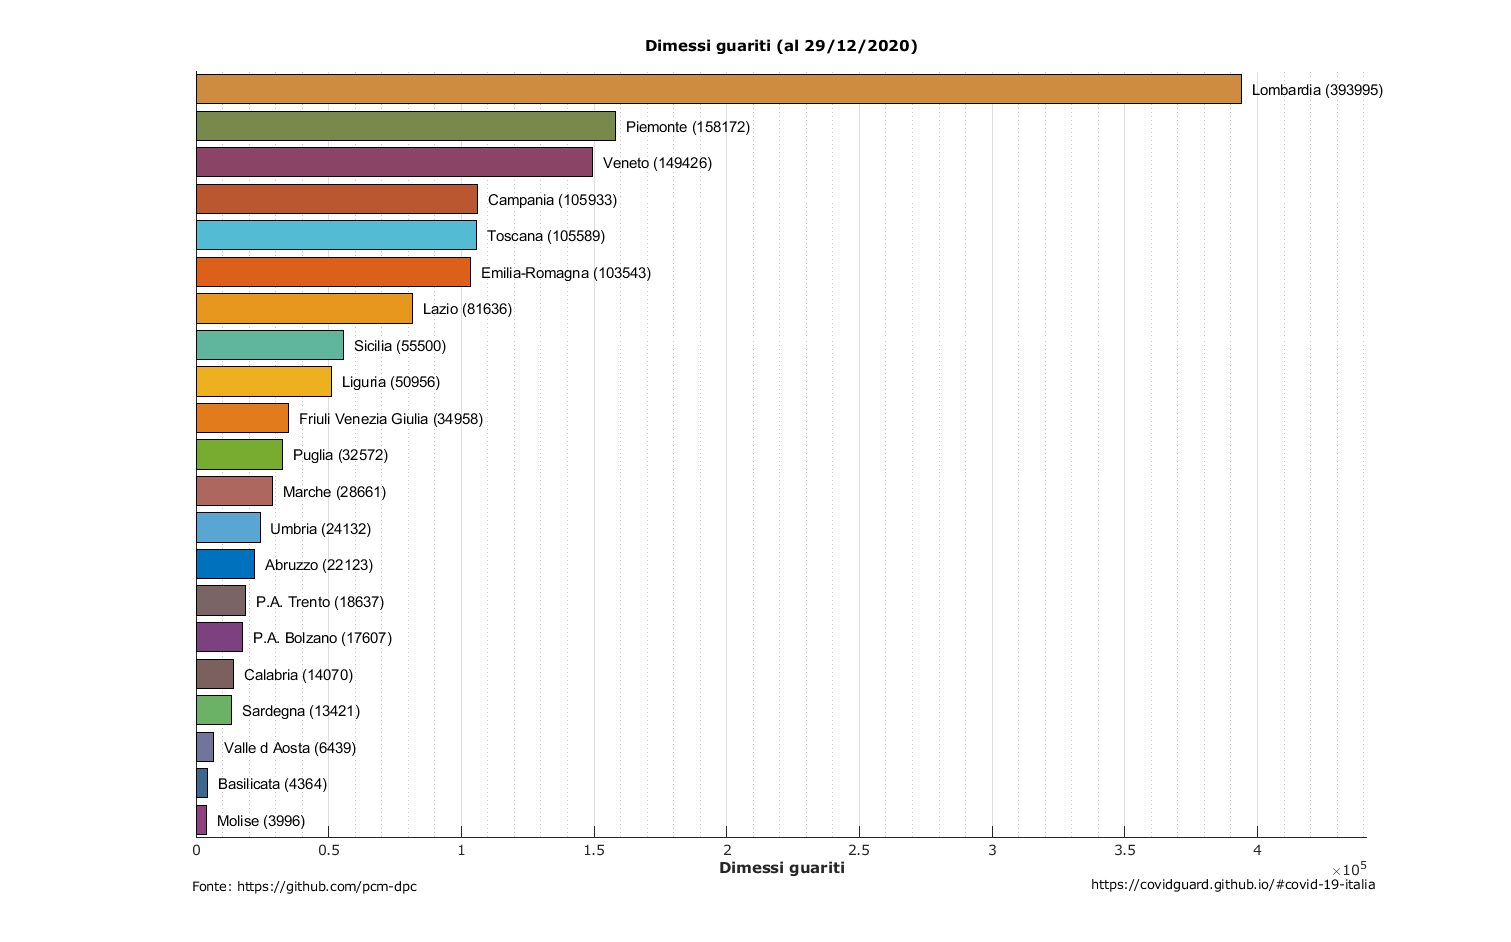 Dimessi guariti (al 29/12/2020)
Lombardia (393995)
Piemonte (158172)
Veneto (149426)
Campania (105933)
Toscana (105589)
Emilia-Romagna (103543)
Lazio (81636)
Sicilia (55500)
Liguria (50956)
Friuli Venezia Giulia (34958)
Puglia (32572)
Marche (28661)
Umbria (24132)
Abruzzo (22123)
P.A. Trento (18637)
P.A. Bolzano (17607)
Calabria (14070)
Sardegna (13421)
Valle d Aosta (6439)
Basilicata (4364)
Molise (3996)
0 0.5 1 1.5 2 2.5 3 3.5 4
×10⁵
Dimessi guariti
Fonte: https://github.com/pcm-dpc
https://covidguard.github.io/#covid-19-italia